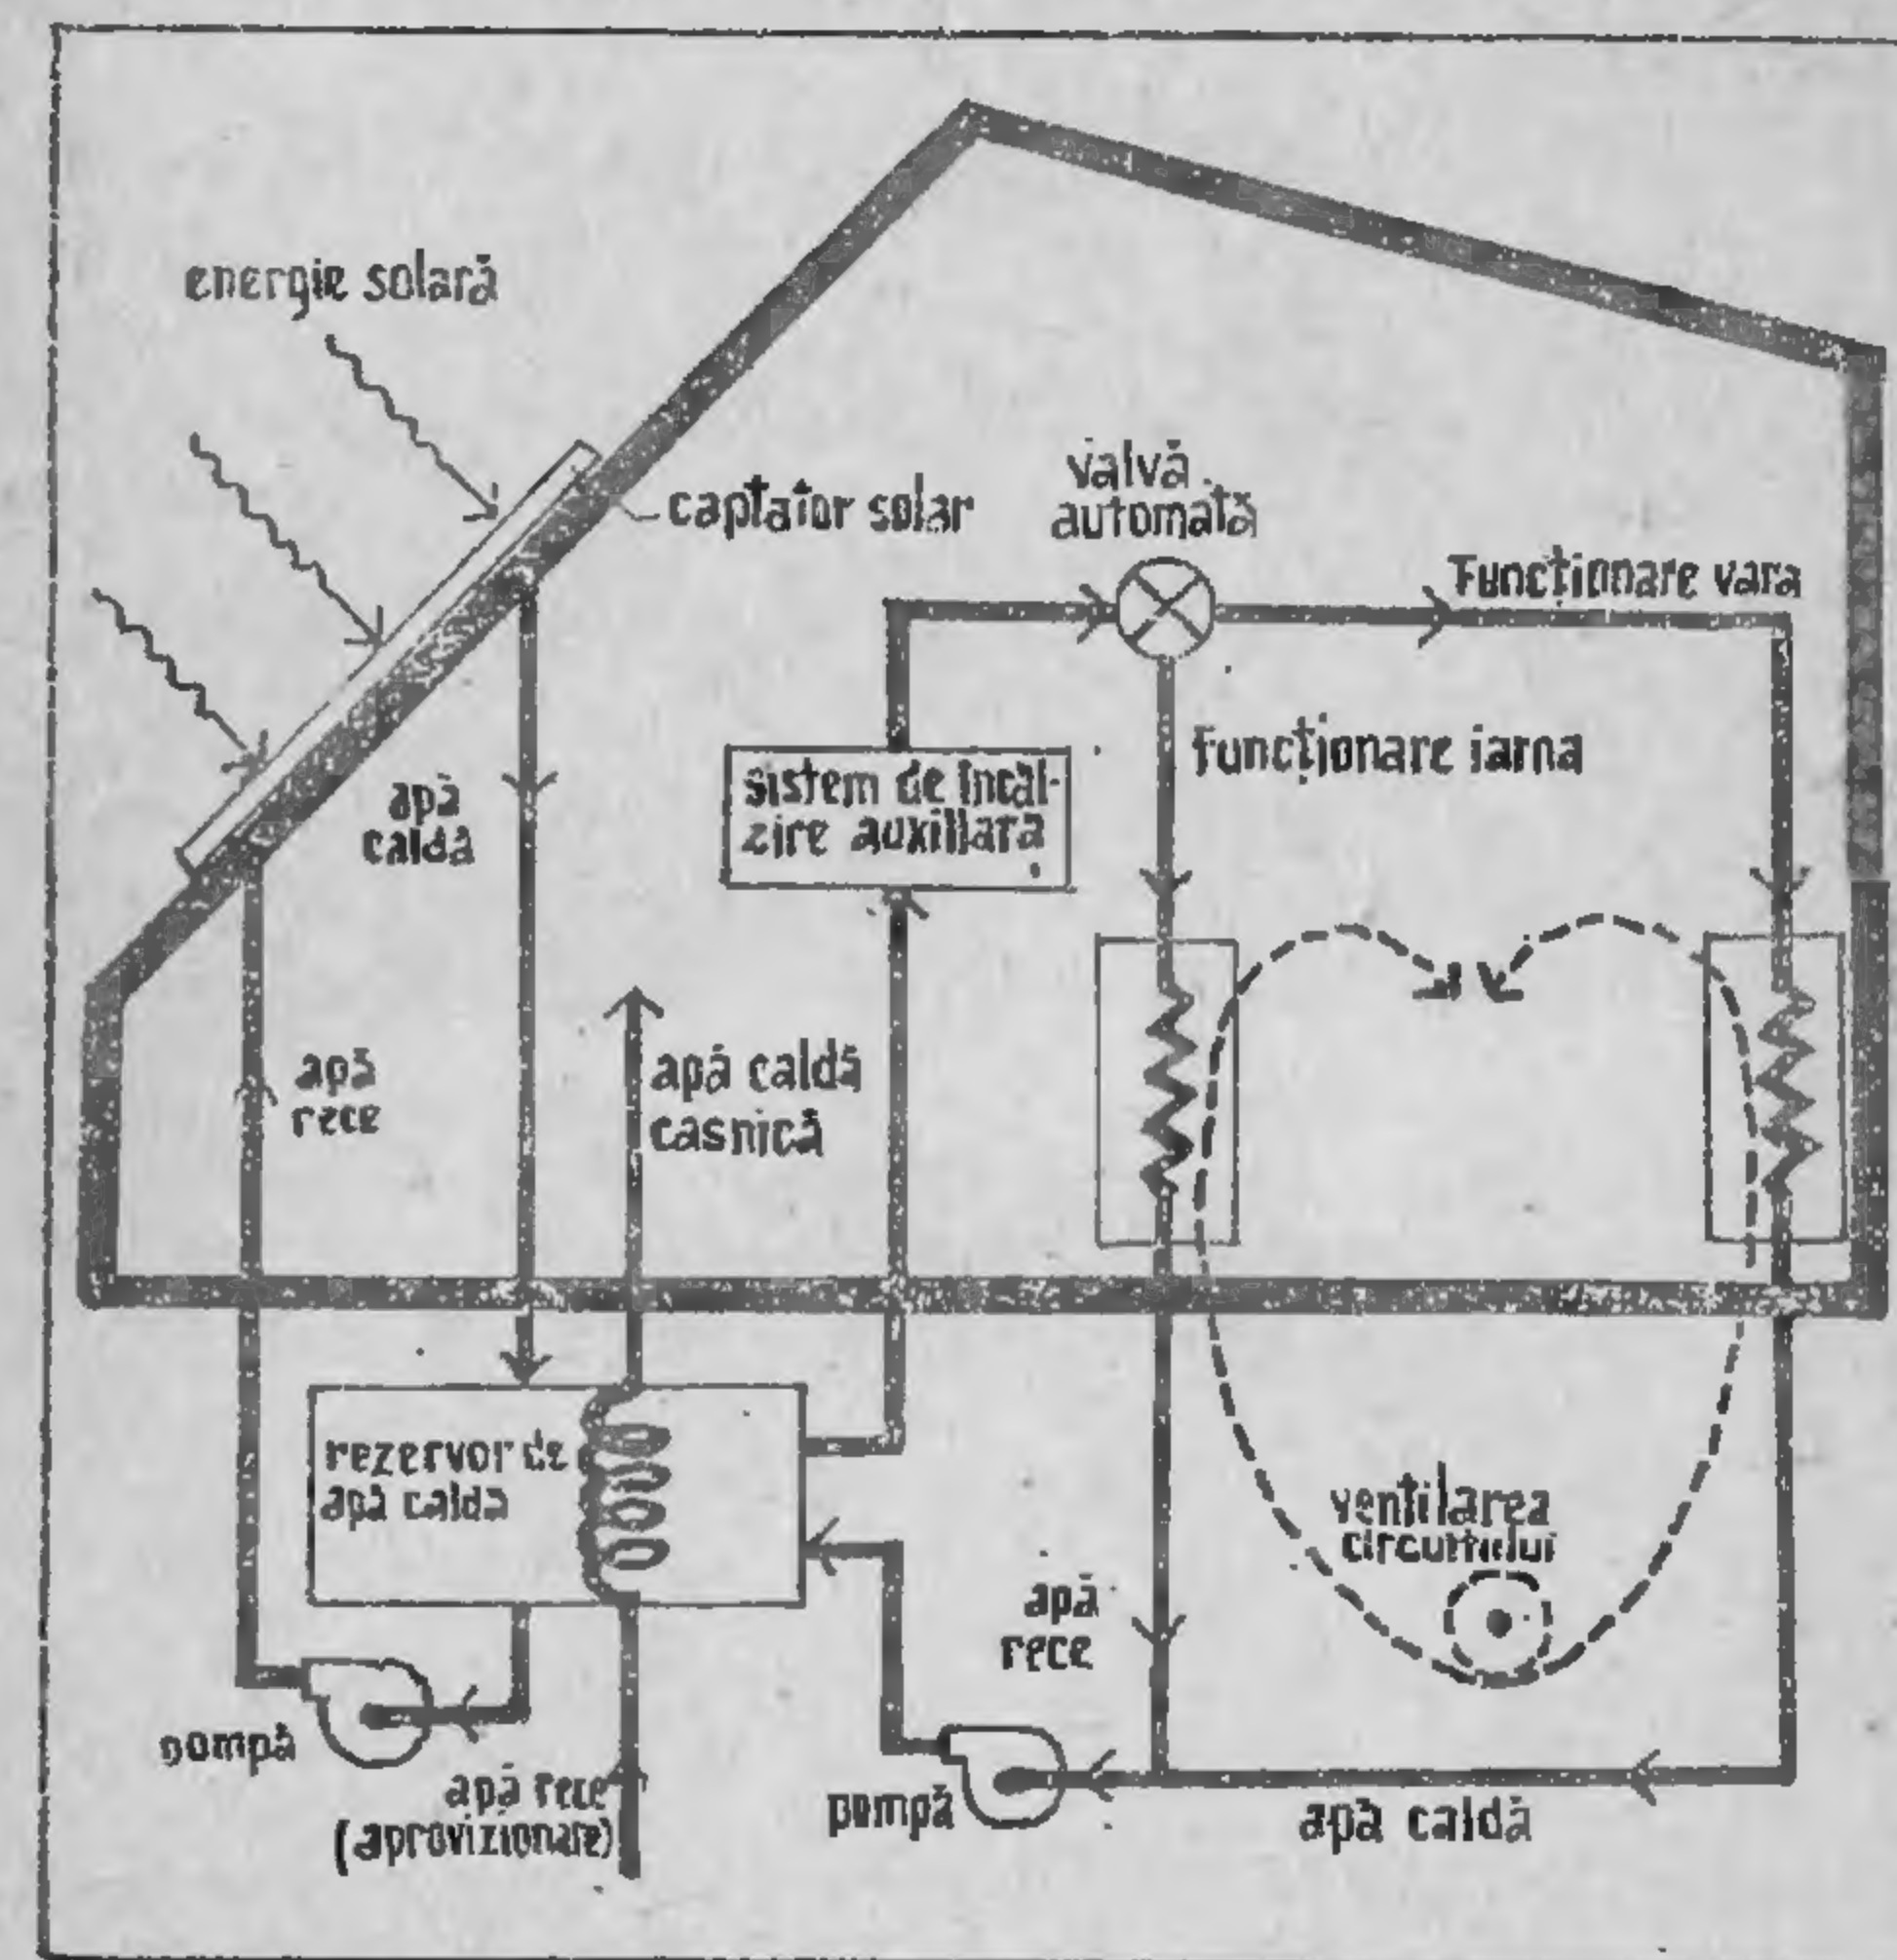 energie solară
captator solar
valvă
automată
Funcționare vara
funcționare iarna
apă
caldă
sistem de încăl-
zire auxiliara
apă
rece
apă caldă
casnică
rezervor de
apă caldă
ventilarea
circuitului
apă
rece
pompă
apă rece
(aprovizionare)
pompă
apă caldă